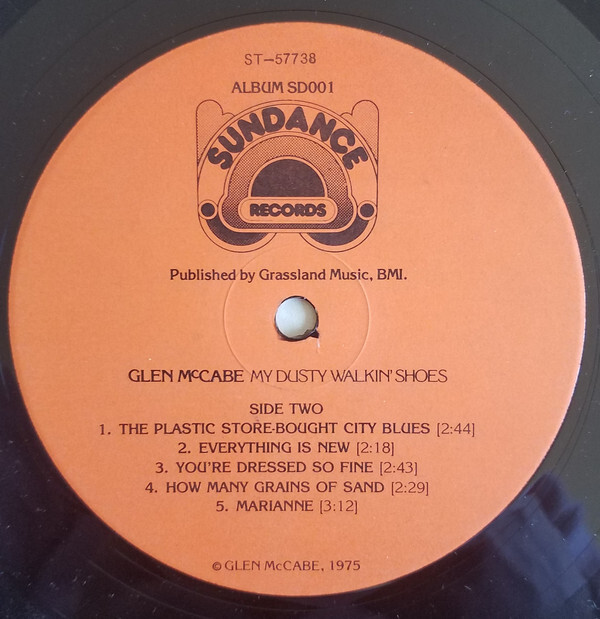 ST-57738
ALBUM SD001
SUNDANCE
RECORDS
Published by Grassland Music, BMI.
GLEN McCABE MY DUSTY WALKIN' SHOES
SIDE TWO
1. THE PLASTIC STORE-BOUGHT CITY BLUES [2:44]
2. EVERYTHING IS NEW [2:18]
3. YOU'RE DRESSED SO FINE [2:43]
4. HOW MANY GRAINS OF SAND [2:29]
5. MARIANNE [3:12]
© GLEN McCABE, 1975